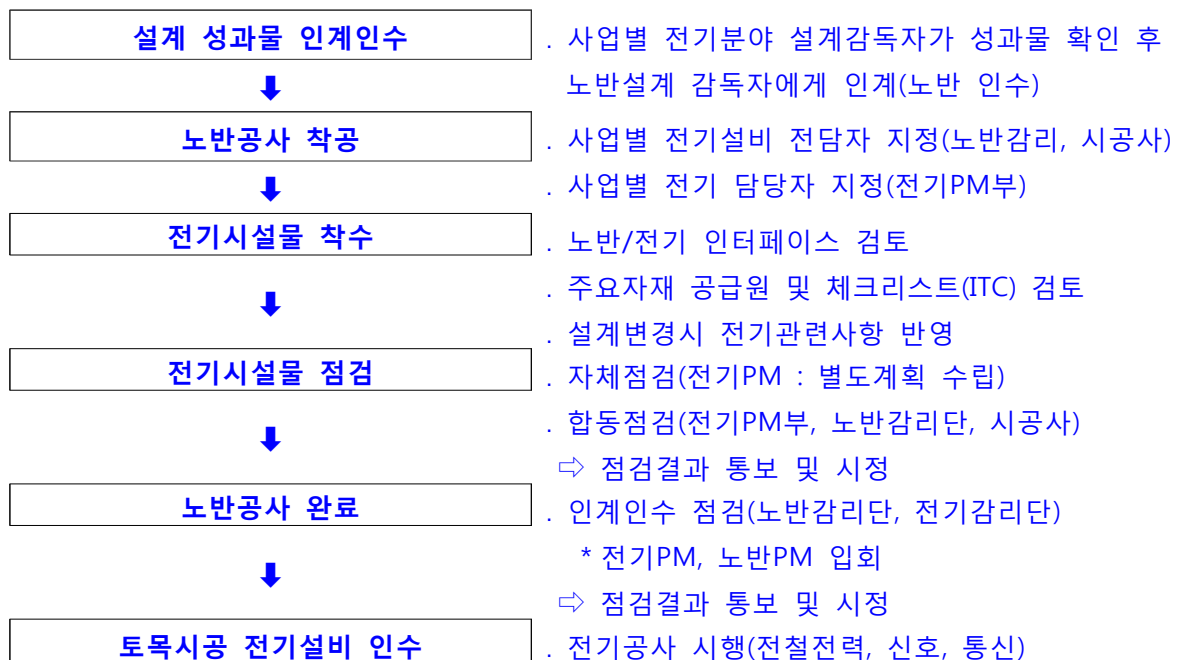 설계 성과물 인계인수
. 사업별 전기분야 설계감독자가 성과물 확인 후
노반설계 감독자에게 인계(노반 인수)
⬇
노반공사 착공
. 사업별 전기설비 전담자 지정(노반감리, 시공사)
⬇
. 사업별 전기 담당자 지정(전기PM부)
전기시설물 착수
. 노반/전기 인터페이스 검토
. 주요자재 공급원 및 체크리스트(ITC) 검토
⬇
. 설계변경시 전기관련사항 반영
전기시설물 점검
. 자체점검(전기PM : 별도계획 수립)
. 합동점검(전기PM부, 노반감리단, 시공사)
⬇
⇨ 점검결과 통보 및 시정
노반공사 완료
. 인계인수 점검(노반감리단, 전기감리단)
* 전기PM, 노반PM 입회
⬇
⇨ 점검결과 통보 및 시정
토목시공 전기설비 인수
. 전기공사 시행(전철전력, 신호, 통신)